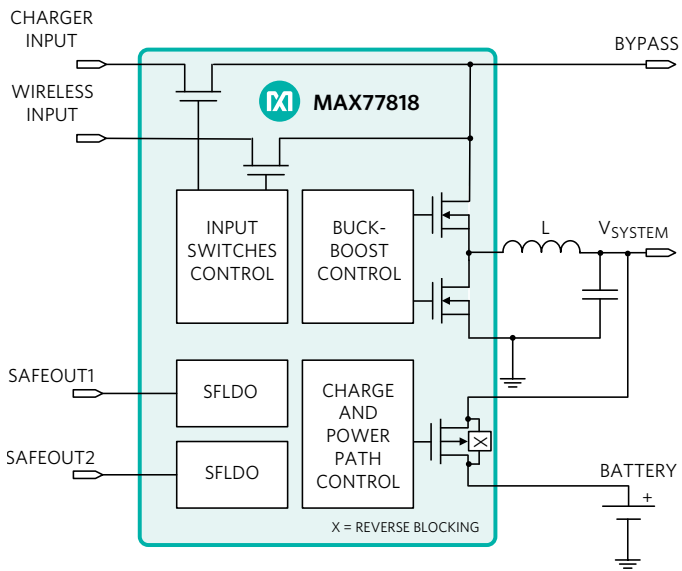 CHARGER
INPUT
BYPASS
WIRELESS
INPUT
MAX77818
INPUT
SWITCHES
CONTROL
BUCK-
BOOST
CONTROL
L
VSYSTEM
SAFEOUT1
SFLDO
CHARGE
AND
POWER
PATH
CONTROL
X
SAFEOUT2
SFLDO
BATTERY
+
X = REVERSE BLOCKING